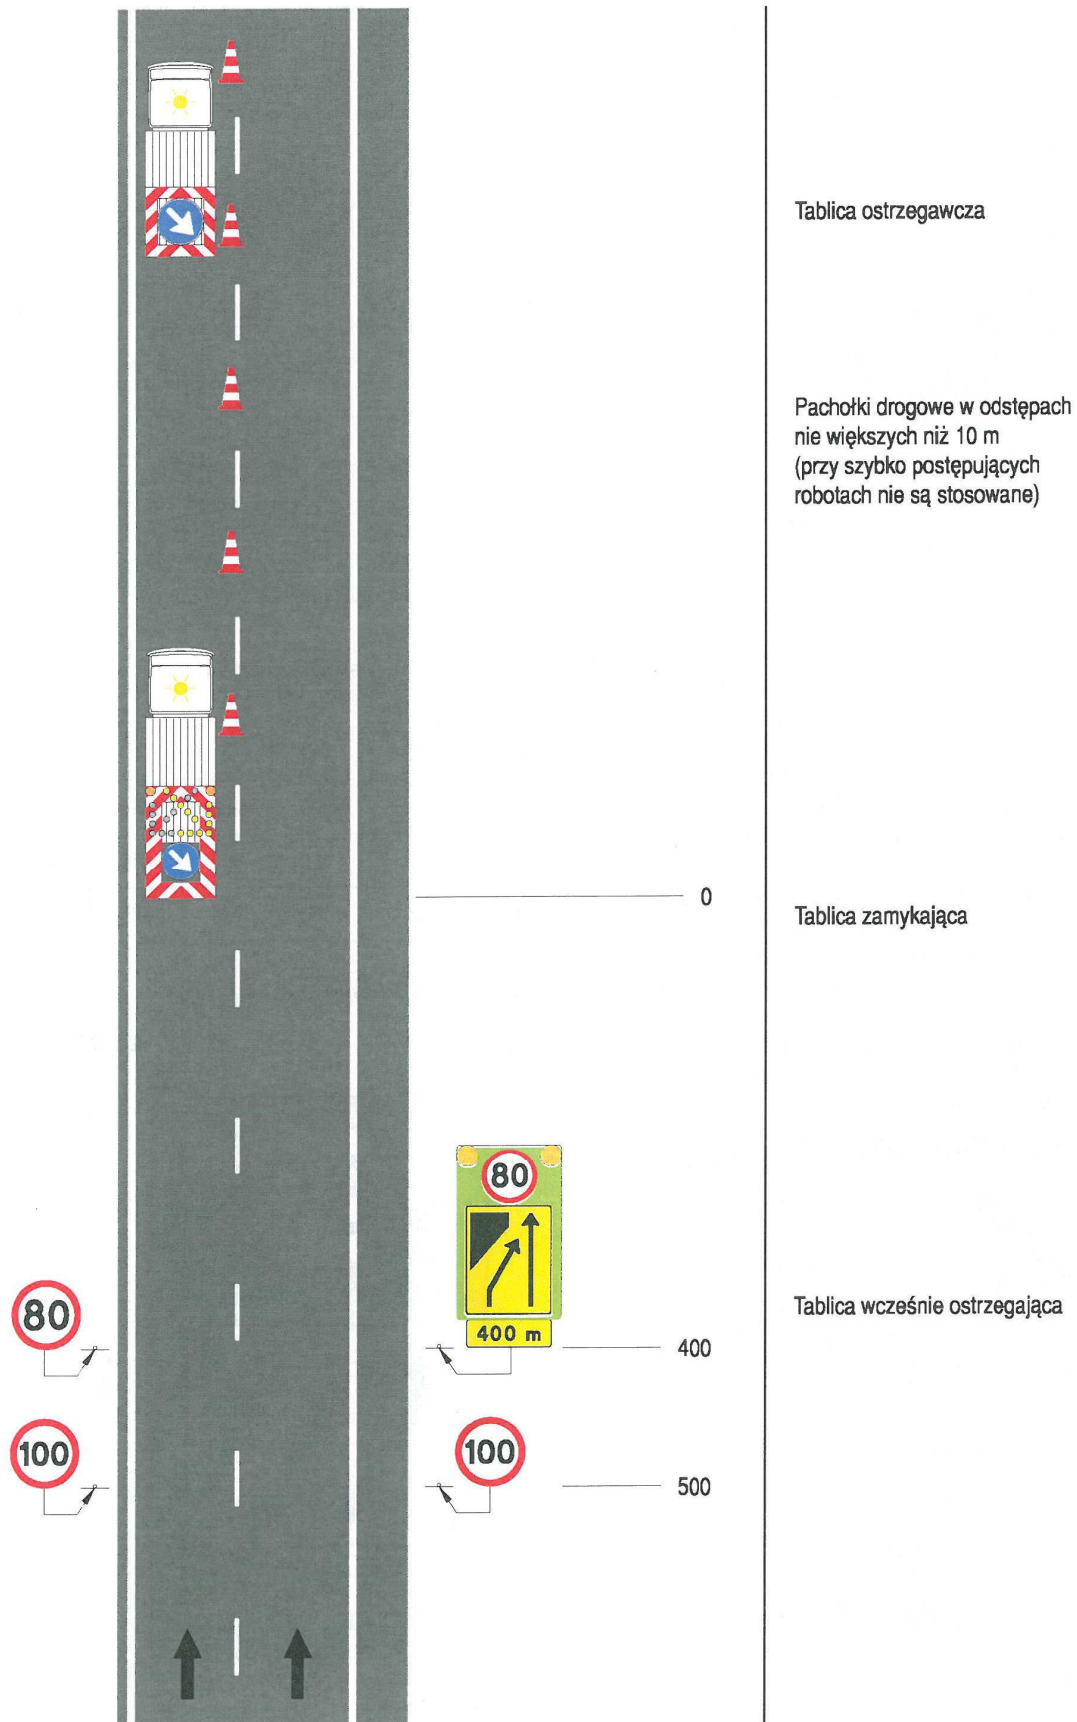 Tablica ostrzegawcza
Pachołki drogowe w odstępach
nie większych niż 10 m
(przy szybko postępujących
robotach nie są stosowane)
0
Tablica zamykająca
80
80
400 m
400
Tablica wcześnie ostrzegająca
100
100
500